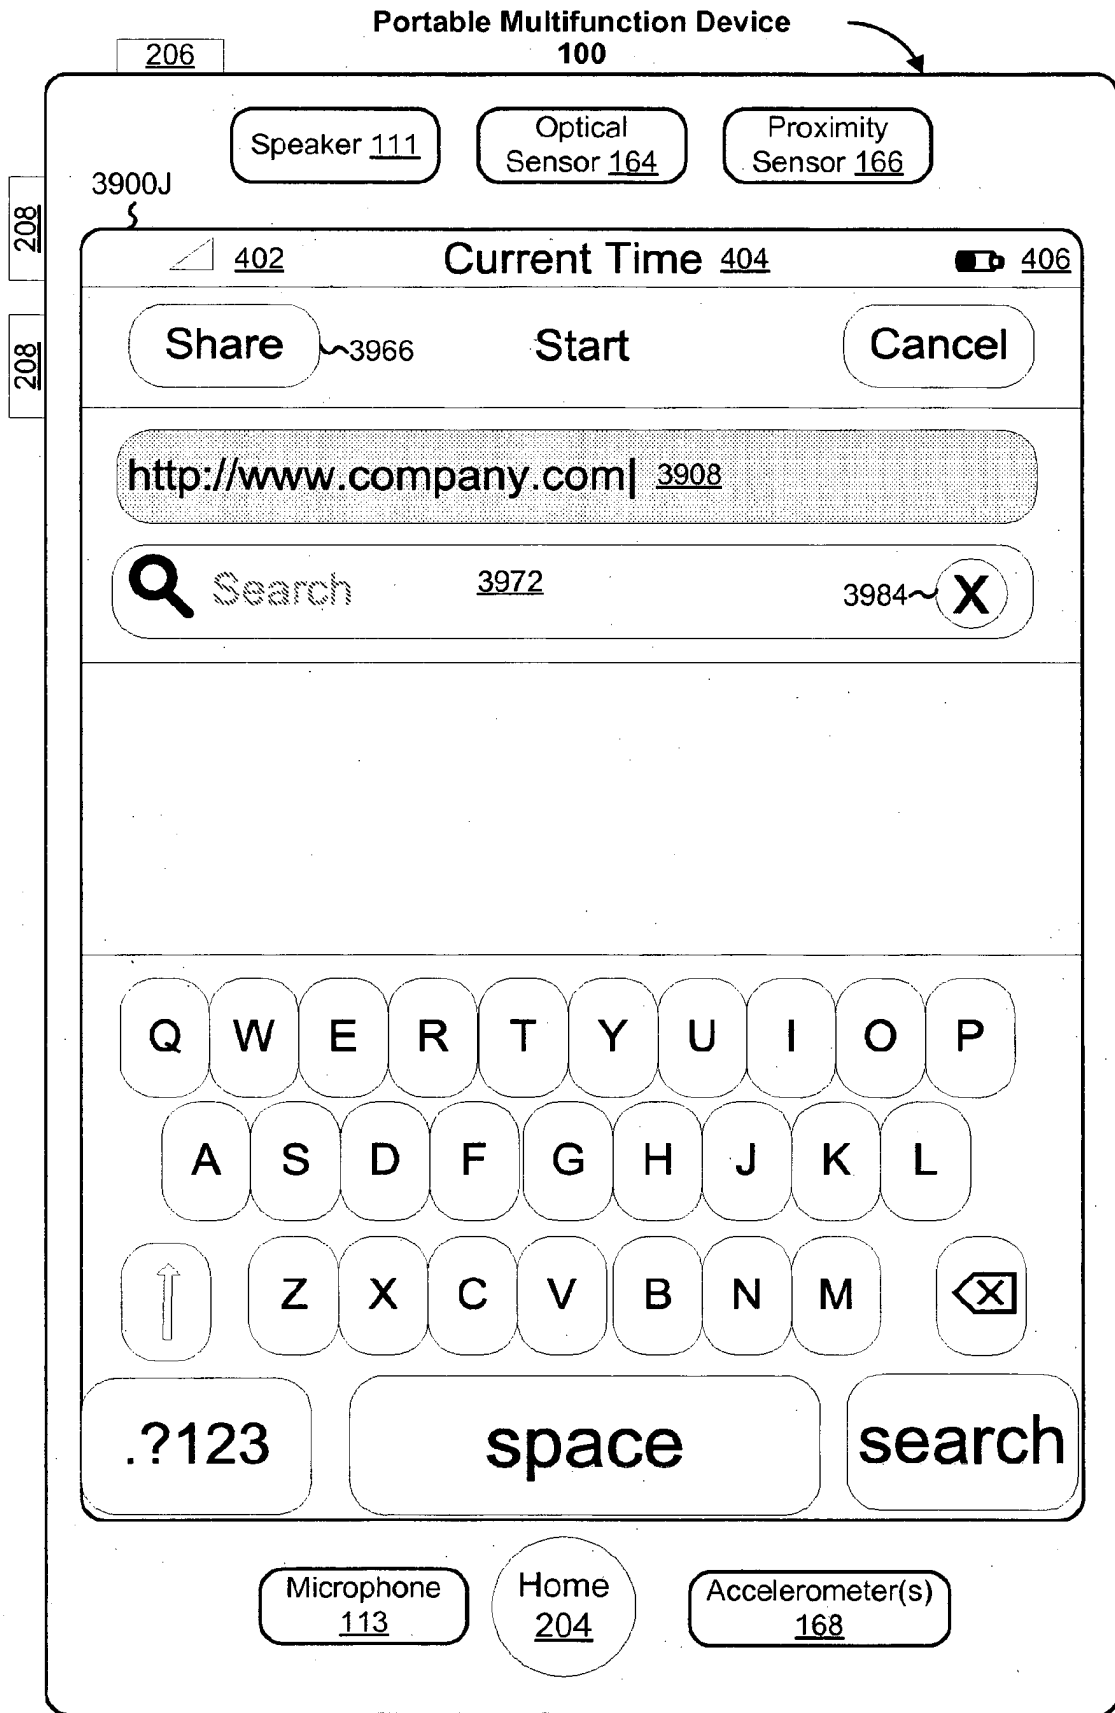 Portable Multifunction Device
100
206
Speaker 111
Optical
Sensor 164
Proximity
Sensor 166
3900J
208
208
402 Current Time 404 406
Share 3966 Start Cancel
http://www.company.com 3908
Search 3972 3984 X
Q W E R T Y U I O P
A S D F G H J K L
Z X C V B N M X
.?123 space search
Microphone
113
Home
204
Accelerometer(s)
168